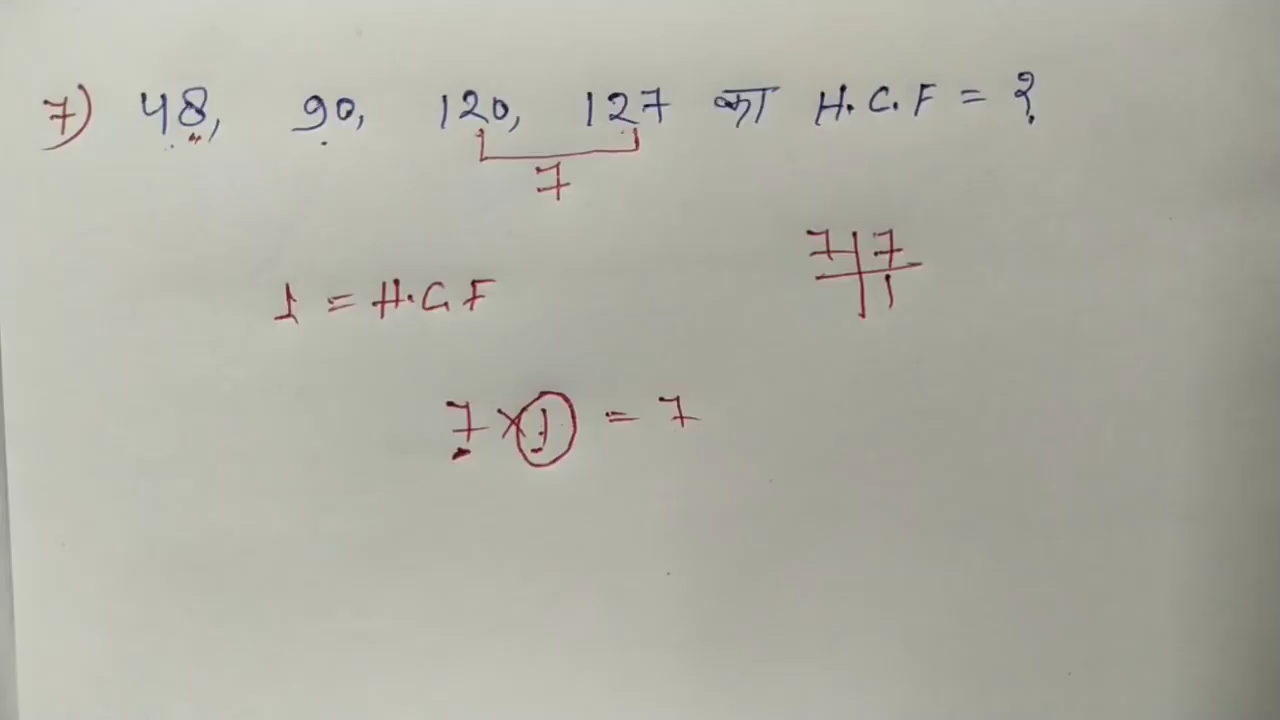 7) 48, 90, 120, 127 का H.C.F = ?
7
7 7
1
1 = H.C.F
7 × 1 = 7